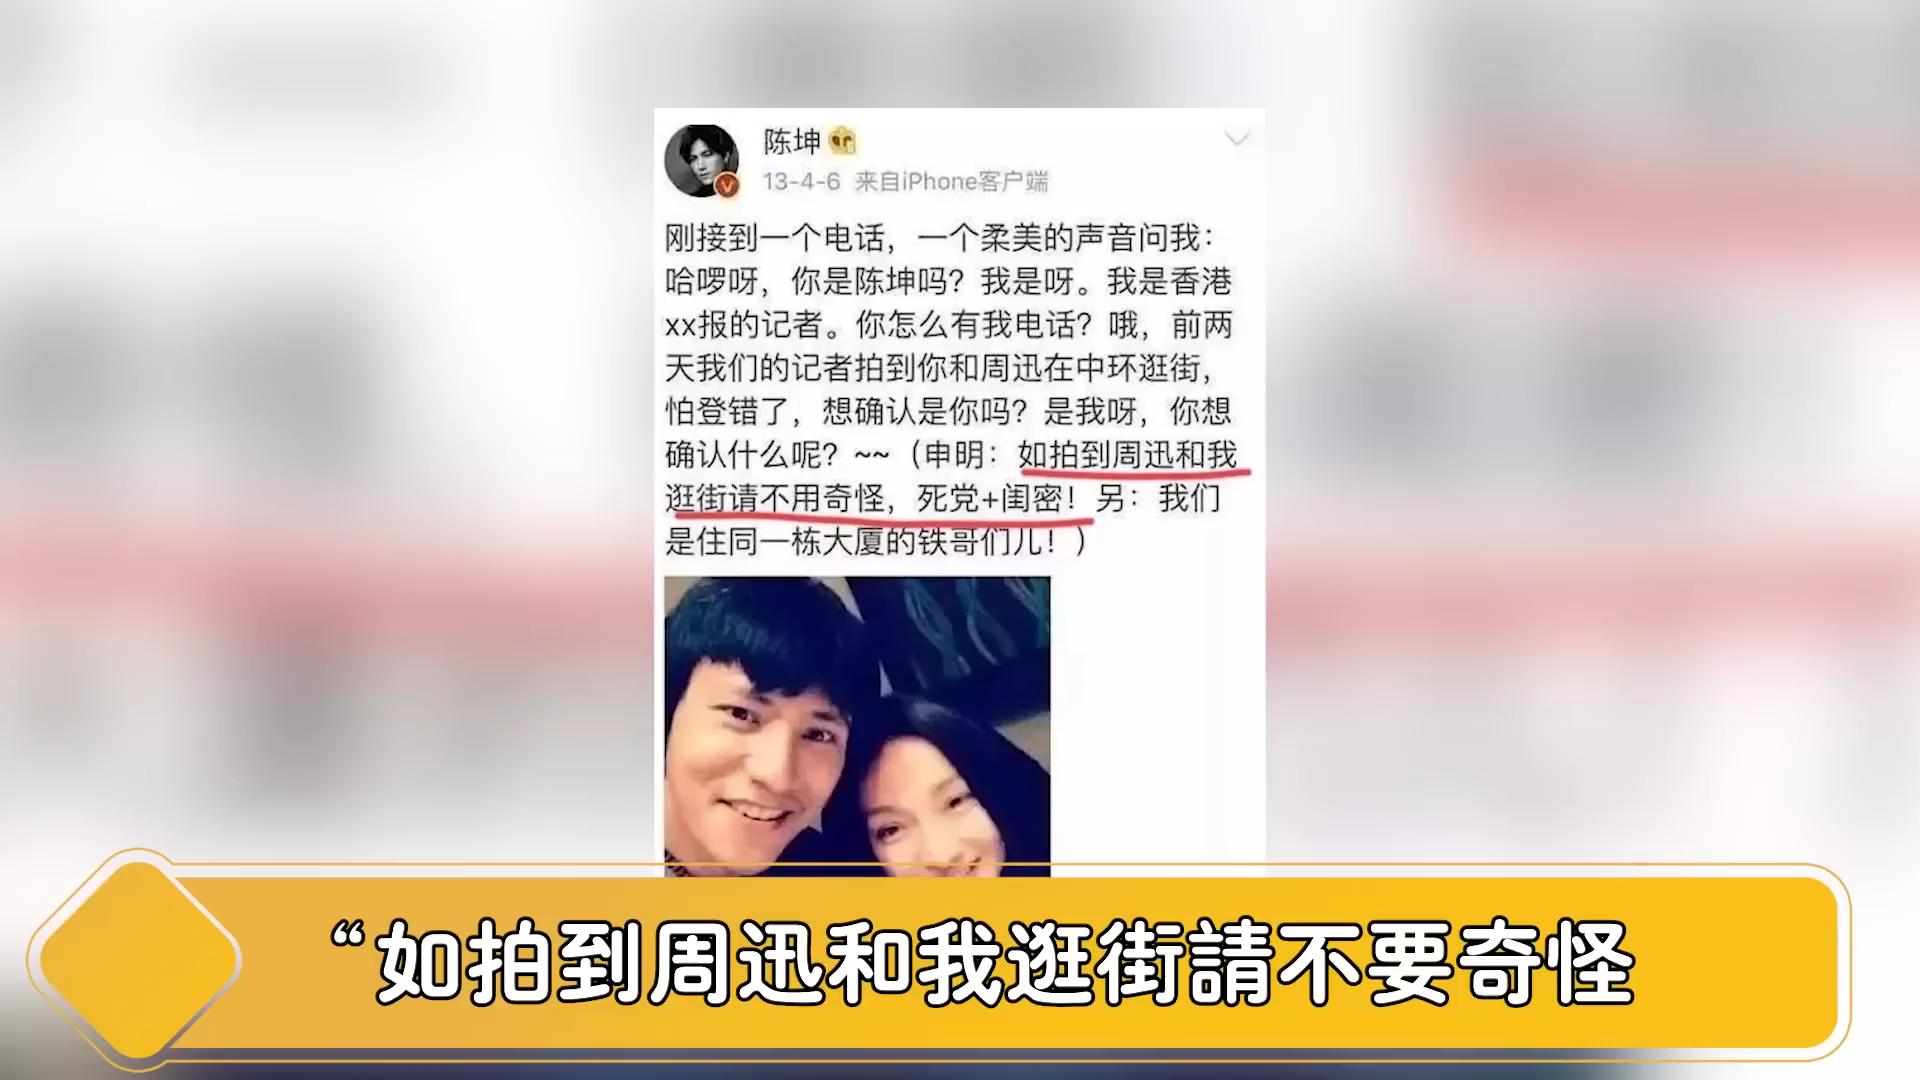 陈坤
13-4-6 来自iPhone客户端
刚接到一个电话，一个柔美的声音问我：
哈啰呀，你是陈坤吗？我是呀。我是香港
xx报的记者。你怎么有我电话？哦，前两
天我们的记者拍到你和周迅在中环逛街，
怕登错了，想确认是你吗？是我呀，你想
确认什么呢？~~（申明：如拍到周迅和我
逛街请不用奇怪，死党+闺密！另：我们
是住同一栋大厦的铁哥们儿！）
“如拍到周迅和我逛街請不要奇怪